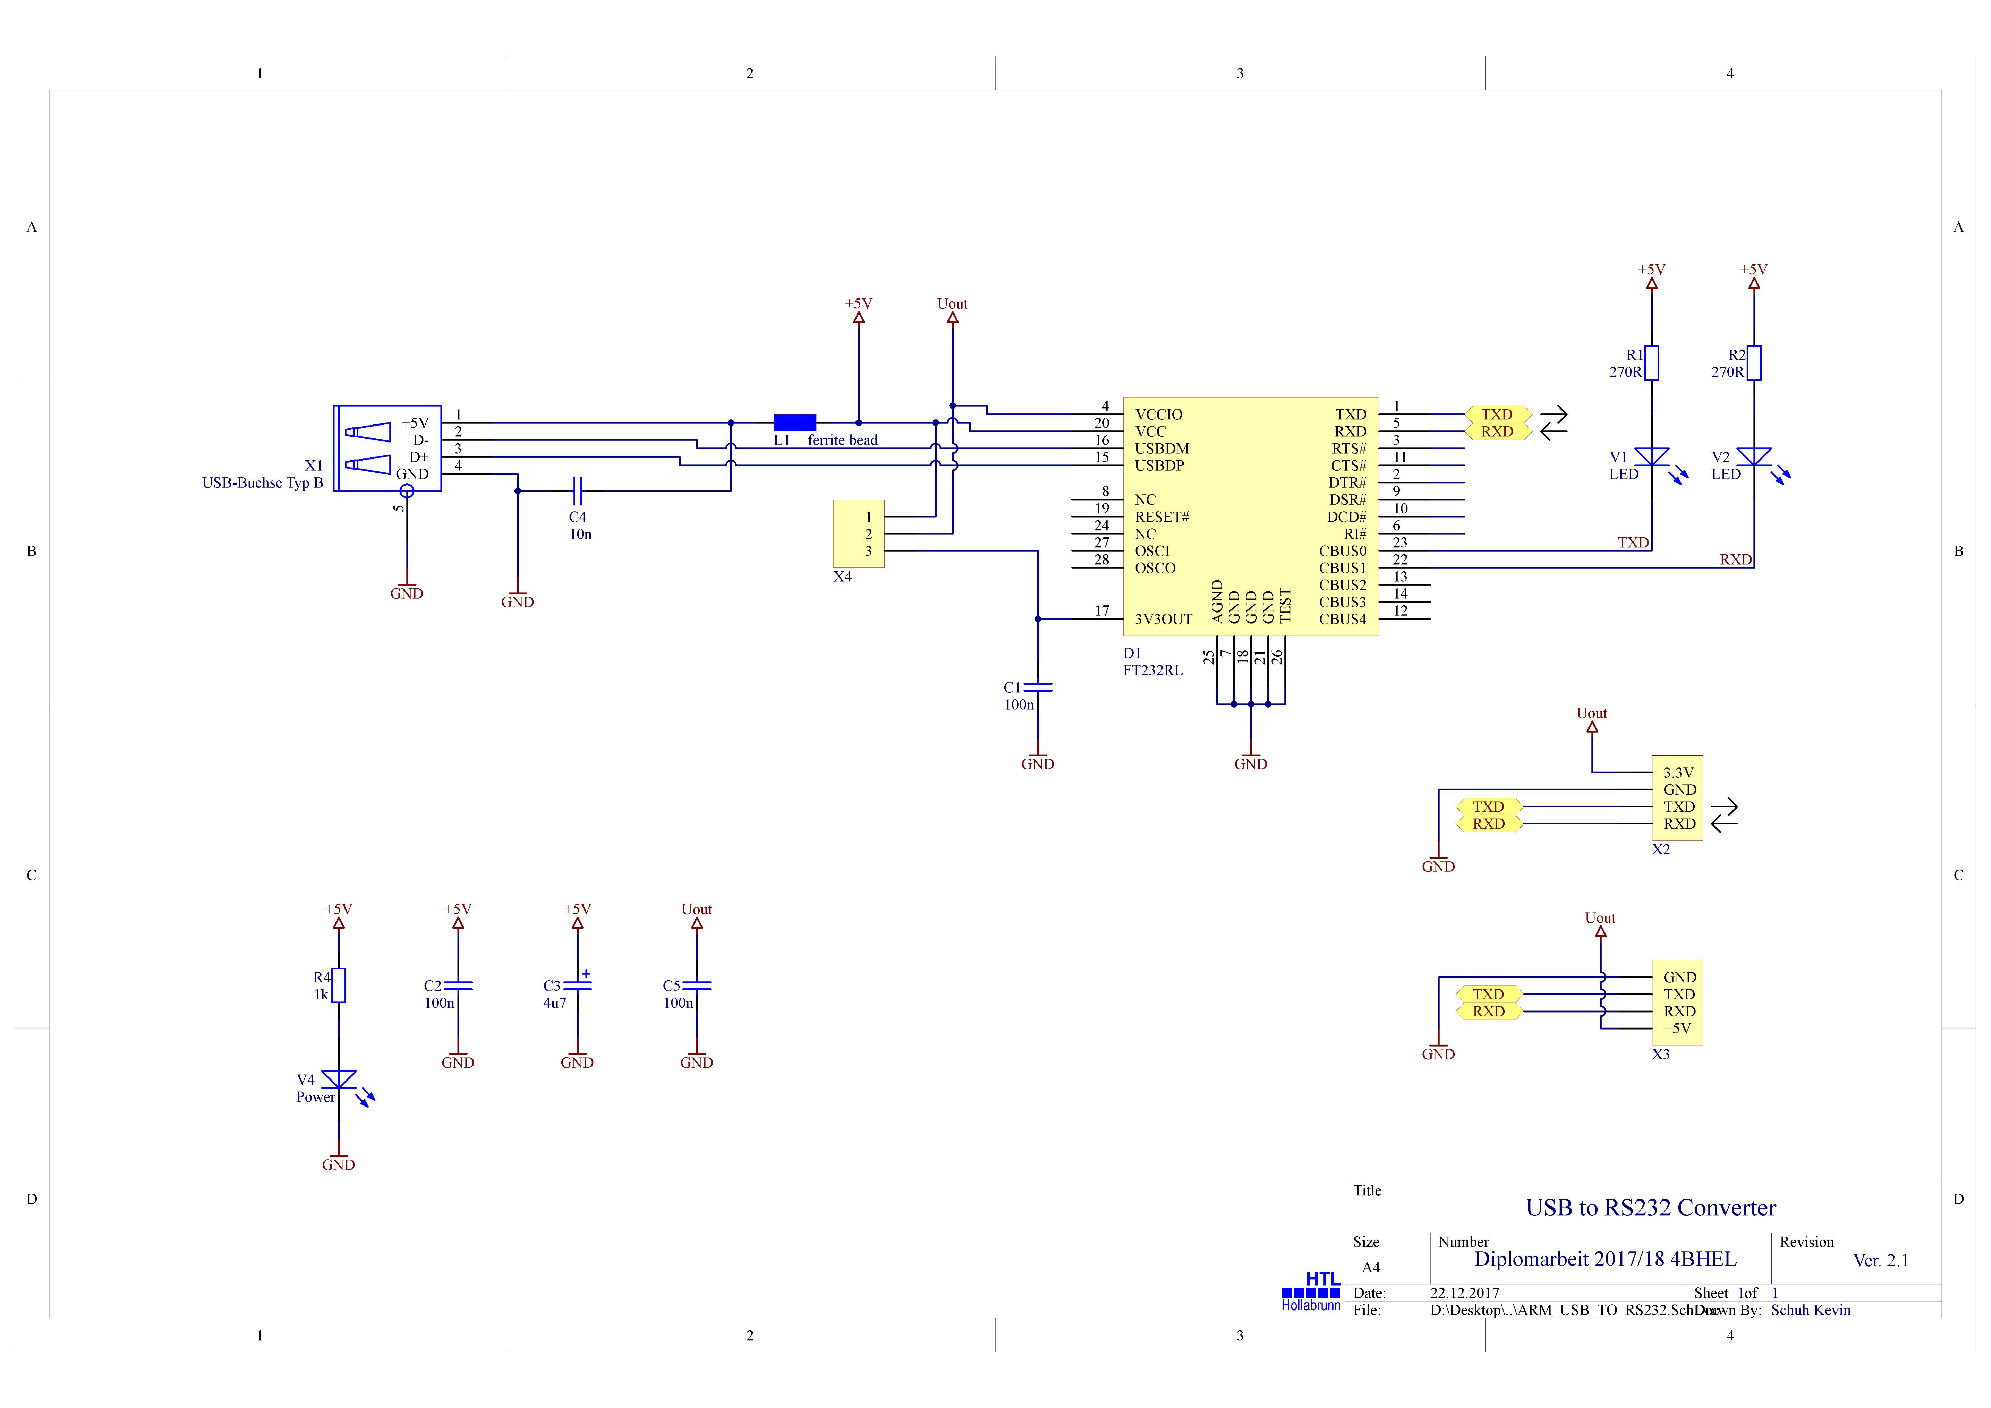 1 2 3 4
A A
+5V +5V
+5V Uout
R1 R2
270R 270R
X1
USB-Buchse Typ B
+5V 1
D- 2
D+ 3
GND 4
5
GND
GND
C4
10n
L1 ferrite bead
1
2
3
X4
4 VCCIO
20 VCC
16 USBDM
15 USBDP
8 NC
19 RESET#
24 NC
27 OSCI
28 OSCO
17 3V3OUT
TXD 1
RXD 5
RTS# 3
CTS# 11
DTR# 2
DSR# 9
DCD# 10
RI# 6
CBUS0 23
CBUS1 22
CBUS2 13
CBUS3 14
CBUS4 12
AGND GND GND GND TEST
25 7 18 21 26
D1
FT232RL
GND
C1
100n
GND
TXD
RXD
V1
LED
V2
LED
TXD
RXD
B B
Uout
3.3V
GND
TXD TXD
RXD RXD
X2
GND
C C
Uout
GND
TXD TXD
RXD RXD
X3
GND
+5V +5V +5V Uout
R4
1k
C2
100n
C3 +
4u7
C5
100n
GND GND GND
V4
Power
GND
D D
Title
USB to RS232 Converter
Size
A4
Number
Diplomarbeit 2017/18 4BHEL
Revision
Ver. 2.1
HTL
Hollabrunn
Date: 22.12.2017 Sheet 1of 1
File: D:\Desktop\..\ARM_USB_TO_RS232.SchDoc Drawn By: Schuh Kevin
1 2 3 4